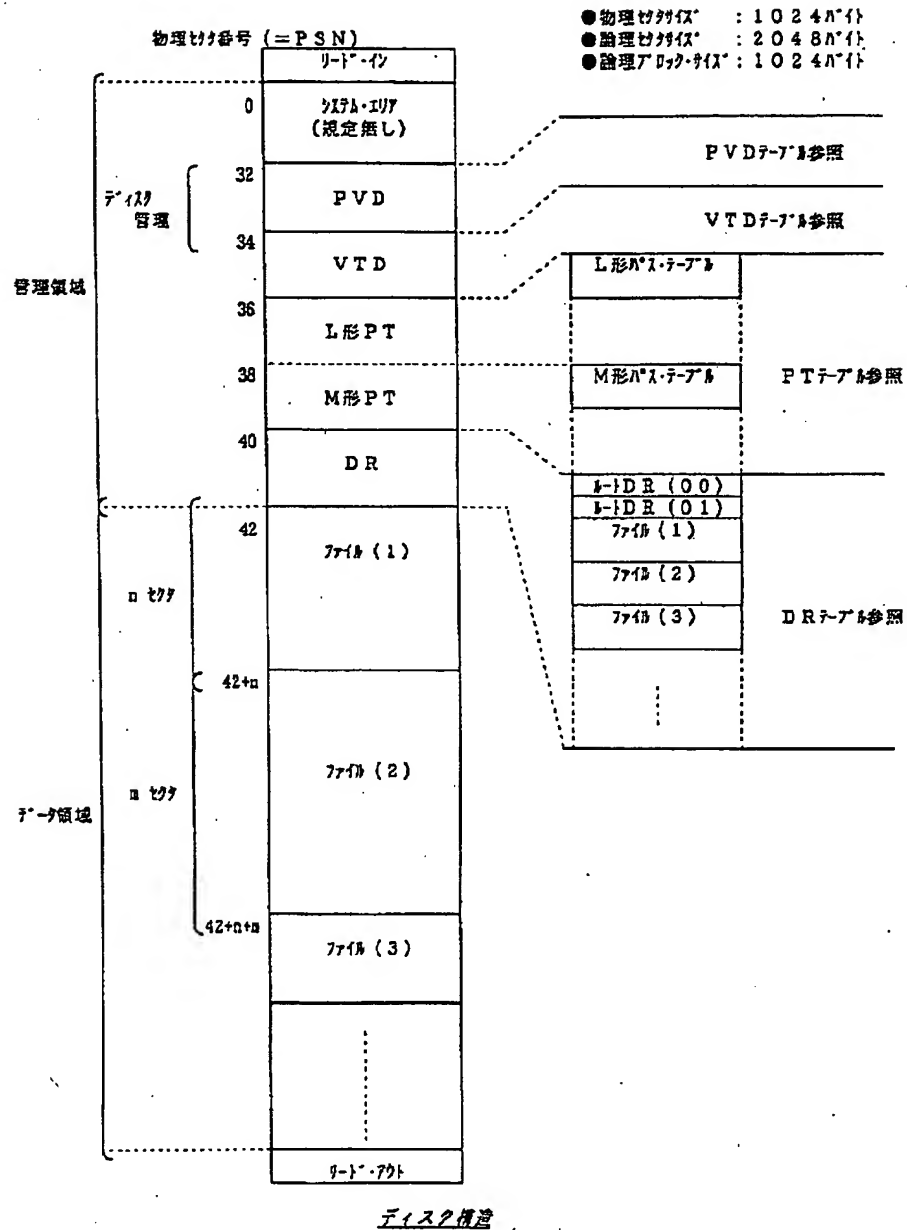 ●物理ｾｸﾀｻｲｽﾞ : 1024ﾊﾞｲﾄ
●論理ｾｸﾀｻｲｽﾞ : 2048ﾊﾞｲﾄ
●論理ﾌﾞﾛｯｸ･ｻｲｽﾞ : 1024ﾊﾞｲﾄ
物理ｾｸﾀ番号 (=PSN)
ﾘｰﾄﾞ･ｲﾝ
0
ｼｽﾃﾑ･ｴﾘｱ
(規定無し)
PVDﾃｰﾌﾞﾙ参照
32
ﾃﾞｨｽｸ
管理
PVD
VTDﾃｰﾌﾞﾙ参照
34
VTD
L形ﾊﾟｽ･ﾃｰﾌﾞﾙ
管理領域
36
L形PT
38
M形PT
M形ﾊﾟｽ･ﾃｰﾌﾞﾙ
PTﾃｰﾌﾞﾙ参照
40
DR
ﾙｰﾄDR (00)
ﾙｰﾄDR (01)
42
ﾌｧｲﾙ (1)
ﾌｧｲﾙ (1)
ﾌｧｲﾙ (2)
n ｾｸﾀ
ﾌｧｲﾙ (3)
DRﾃｰﾌﾞﾙ参照
42+n
ﾌｧｲﾙ (2)
m ｾｸﾀ
ﾃﾞｰﾀ領域
42+n+m
ﾌｧｲﾙ (3)
ﾘｰﾄﾞ･ｱｳﾄ
ディスク構造